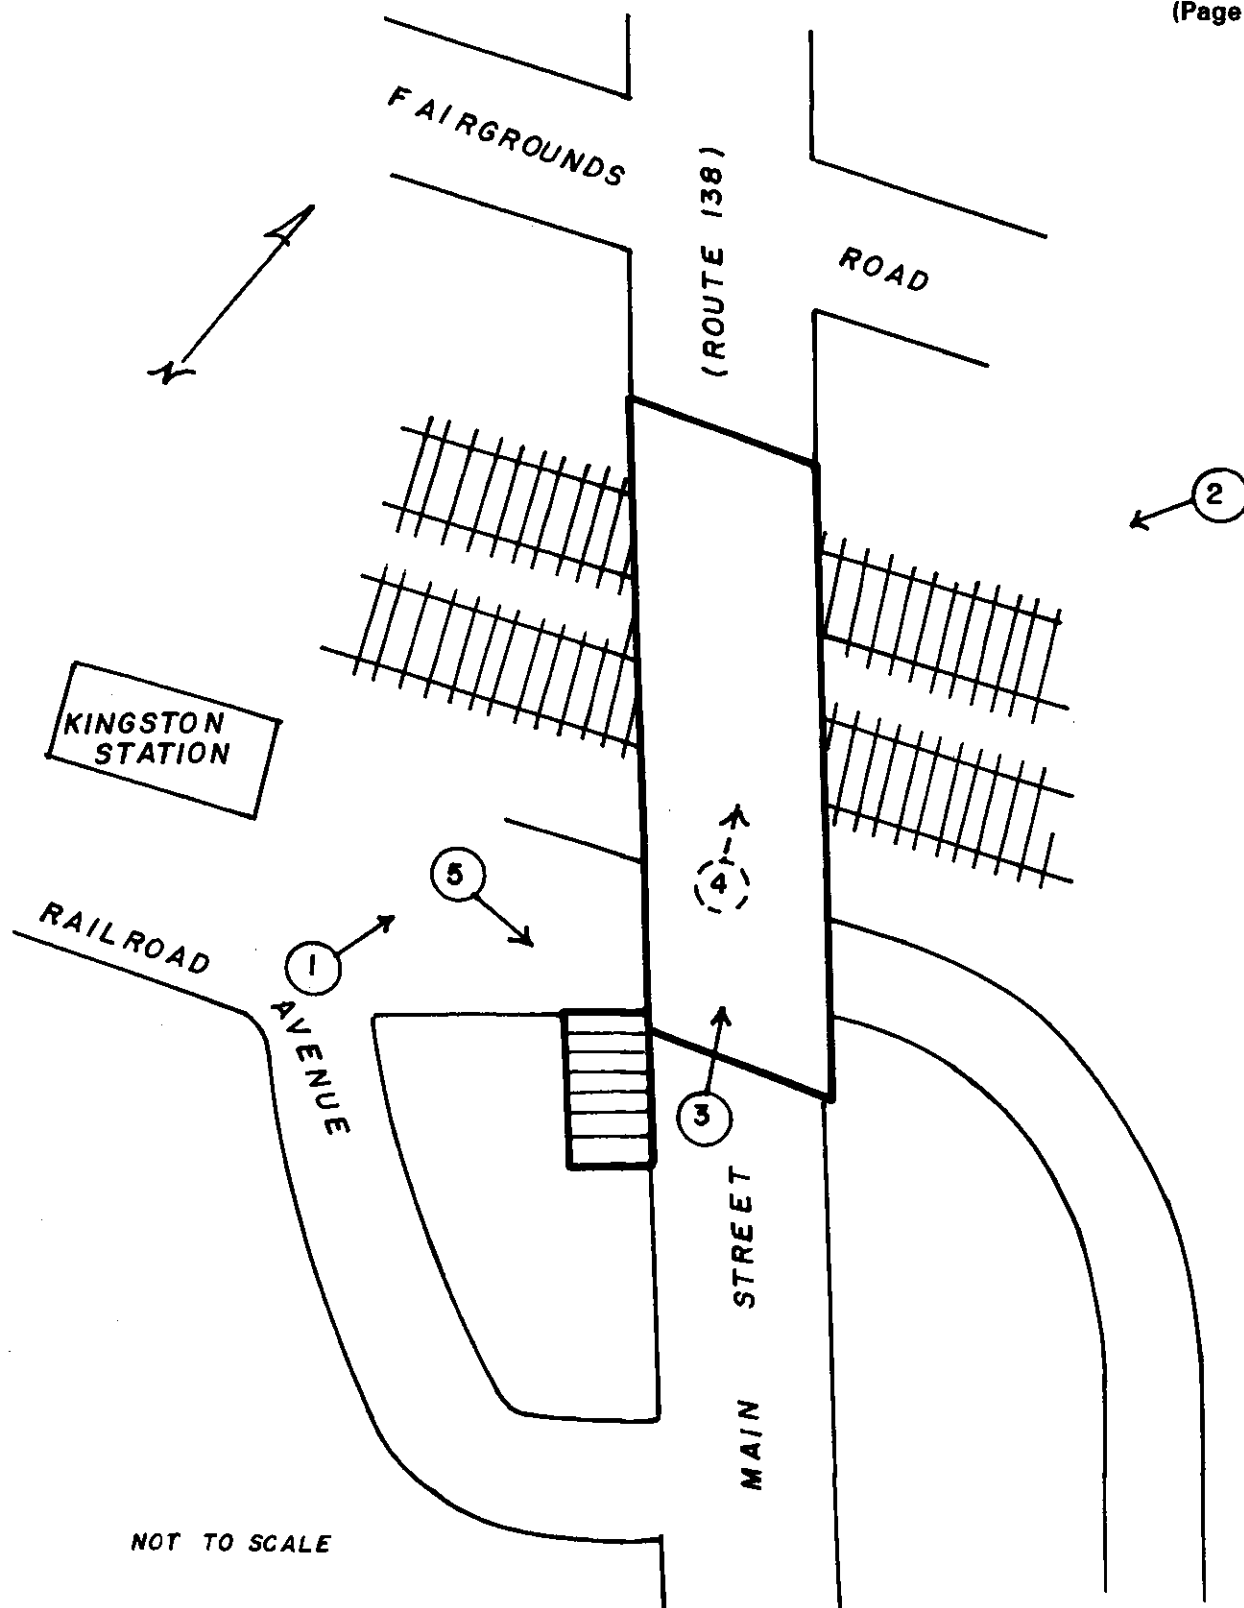 (Page
FAIRGROUNDS
(ROUTE 138)
ROAD
N
2
KINGSTON
STATION
5
4
RAILROAD
1
AVENUE
3
STREET
MAIN
NOT TO SCALE